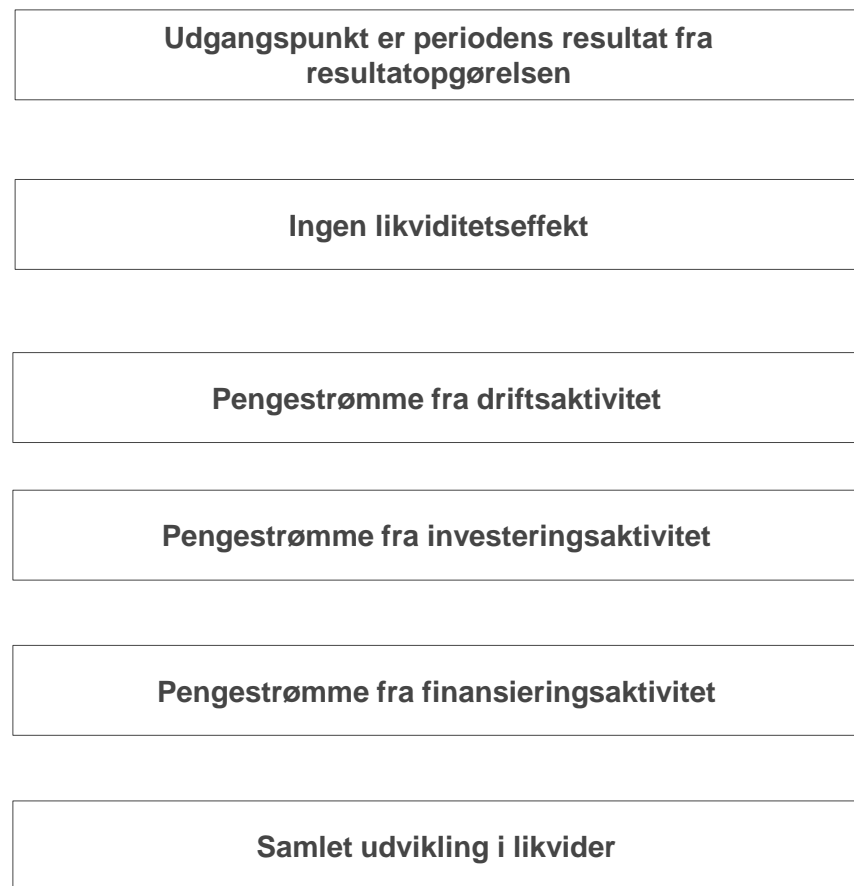 Udgangspunkt er periodens resultat fra
resultatopgørelsen
Ingen likviditetseffekt
Pengestrømme fra driftsaktivitet
Pengestrømme fra investeringsaktivitet
Pengestrømme fra finansieringsaktivitet
Samlet udvikling i likvider